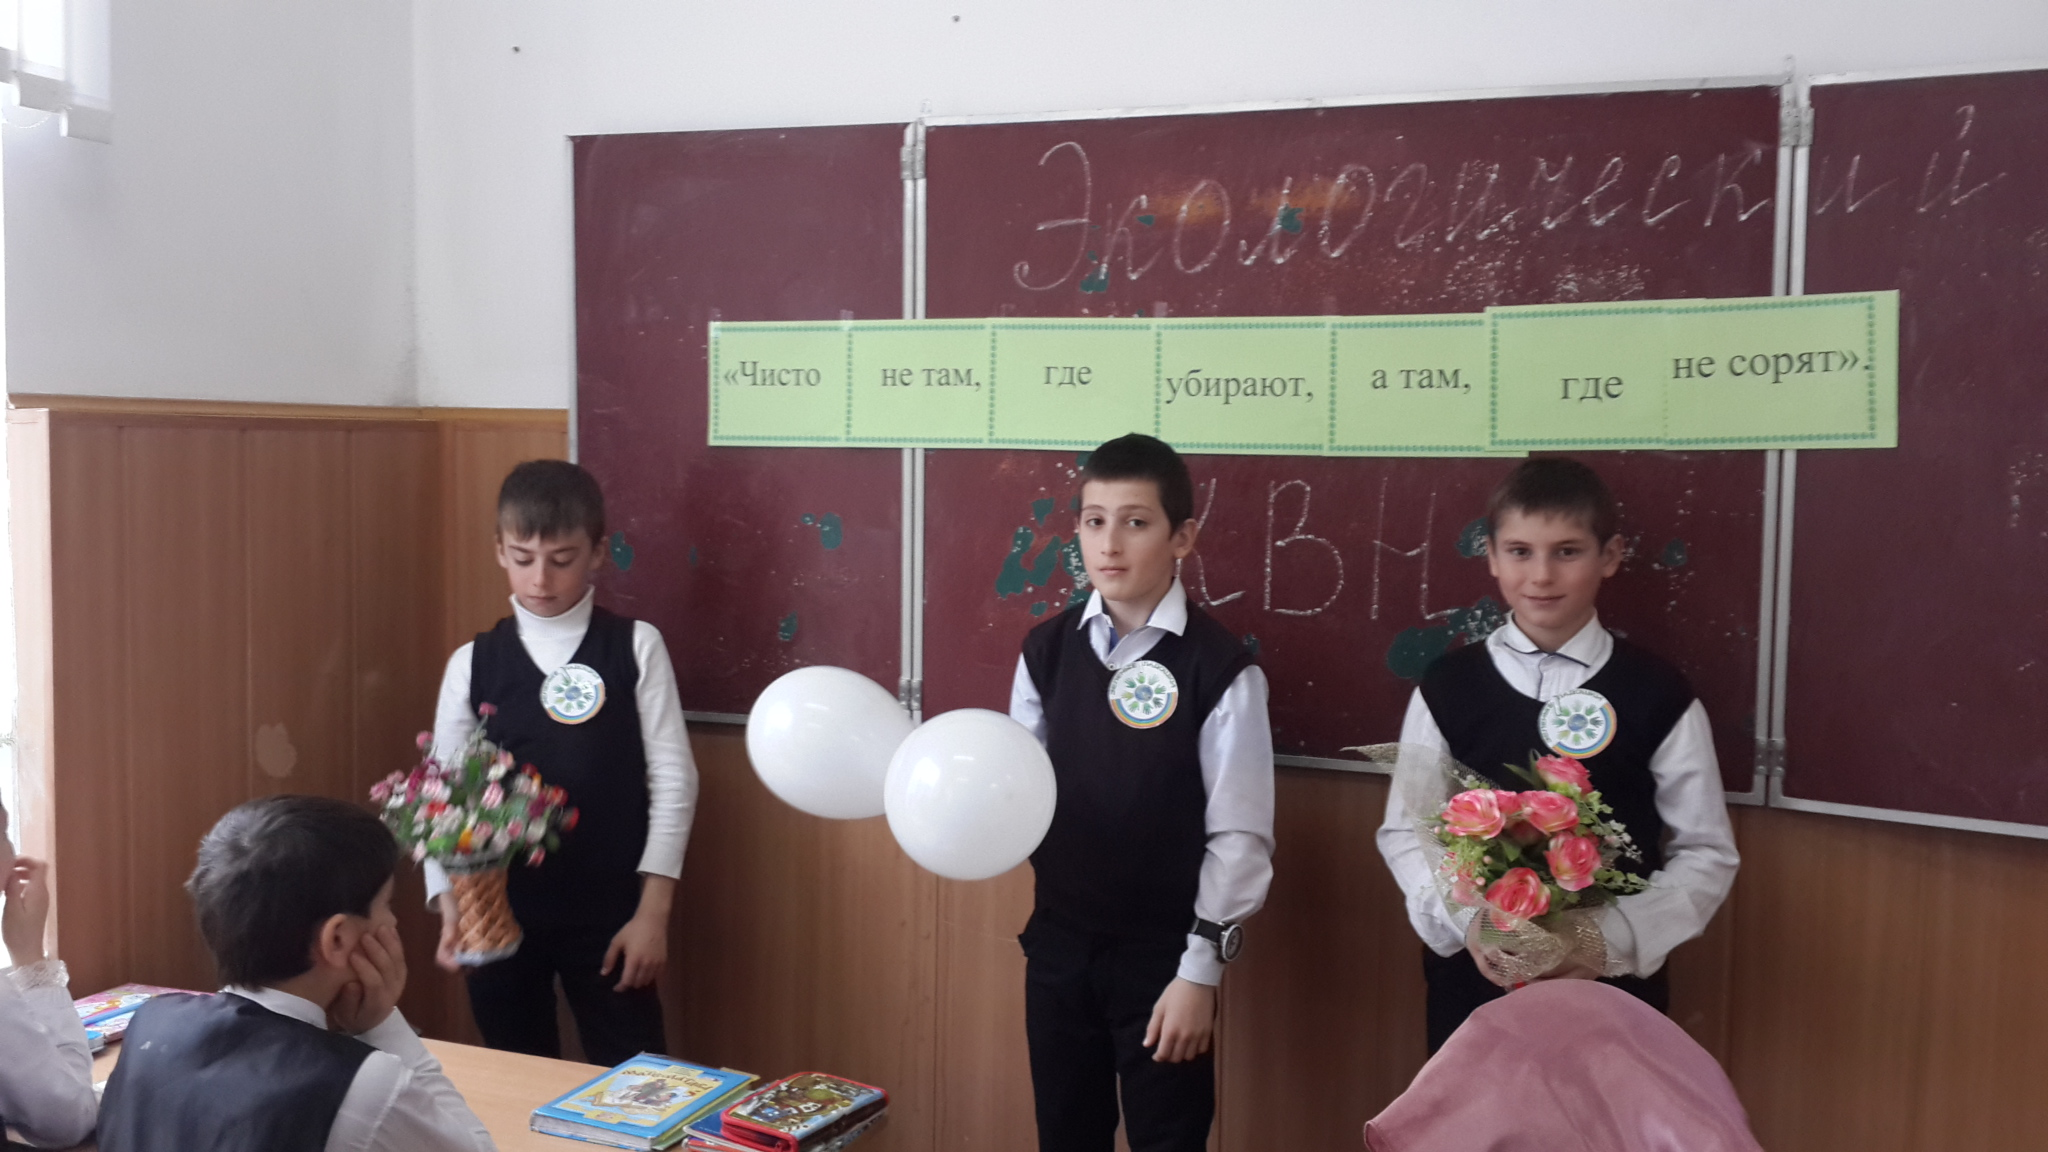 Экологический
«Чисто не там, где убирают, а там, где не сорят».
КВН